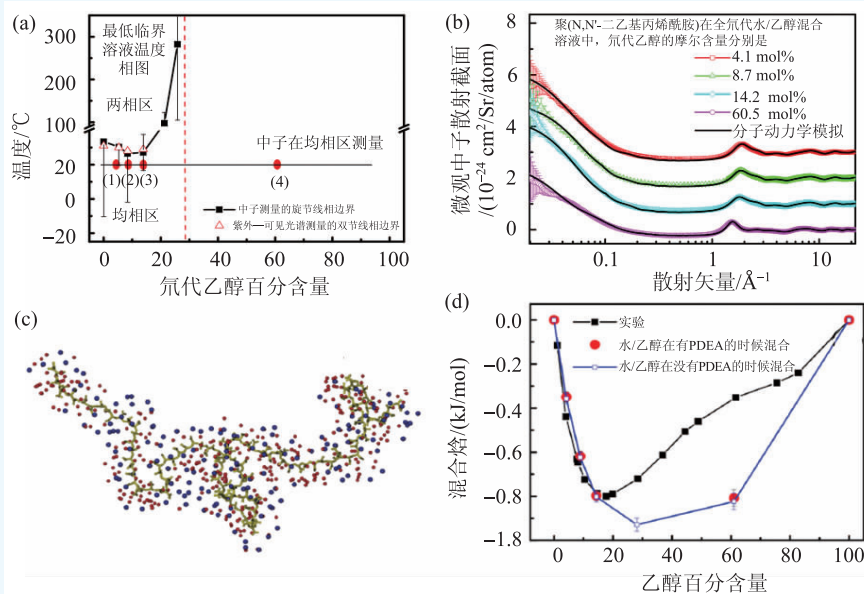 (a)
最低临界
溶液温度
相图
两相区
中子在均相区测量
(1) (2) (3) (4)
均相区
中子测量的旋节线相边界
紫外—可见光谱测量的双节线相边界
300
200
100
40
20
0
−20
温度/℃
0 20 40 60 80 100
氘代乙醇百分含量
(b)
聚(N,N'-二乙基丙烯酰胺)在全氘代水/乙醇混合
溶液中，氘代乙醇的摩尔含量分别是
4.1 mol%
8.7 mol%
14.2 mol%
60.5 mol%
分子动力学模拟
8
6
4
2
0
微观中子散射截面
/(10⁻²⁴ cm²/Sr/atom)
0.1 1 10
散射矢量/Å⁻¹
(c)
(d)
实验
水/乙醇在有PDEA的时候混合
水/乙醇在没有PDEA的时候混合
0.0
−0.2
−0.4
−0.6
−0.8
−1.8
混合焓/(kJ/mol)
0 20 40 60 80 100
乙醇百分含量